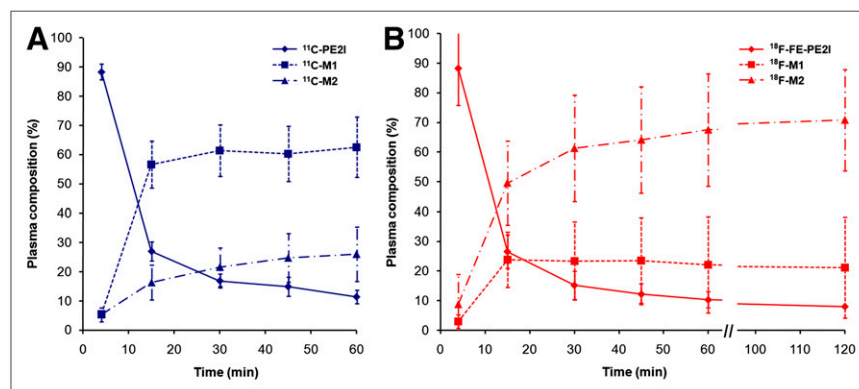 A
¹¹C-PE2I
¹¹C-M1
¹¹C-M2
Plasma composition (%)
100
90
80
70
60
50
40
30
20
10
0
0 10 20 30 40 50 60
Time (min)
B
¹⁸F-FE-PE2I
¹⁸F-M1
¹⁸F-M2
Plasma composition (%)
100
90
80
70
60
50
40
30
20
10
0
0 10 20 30 40 50 60 // 100 110 120
Time (min)